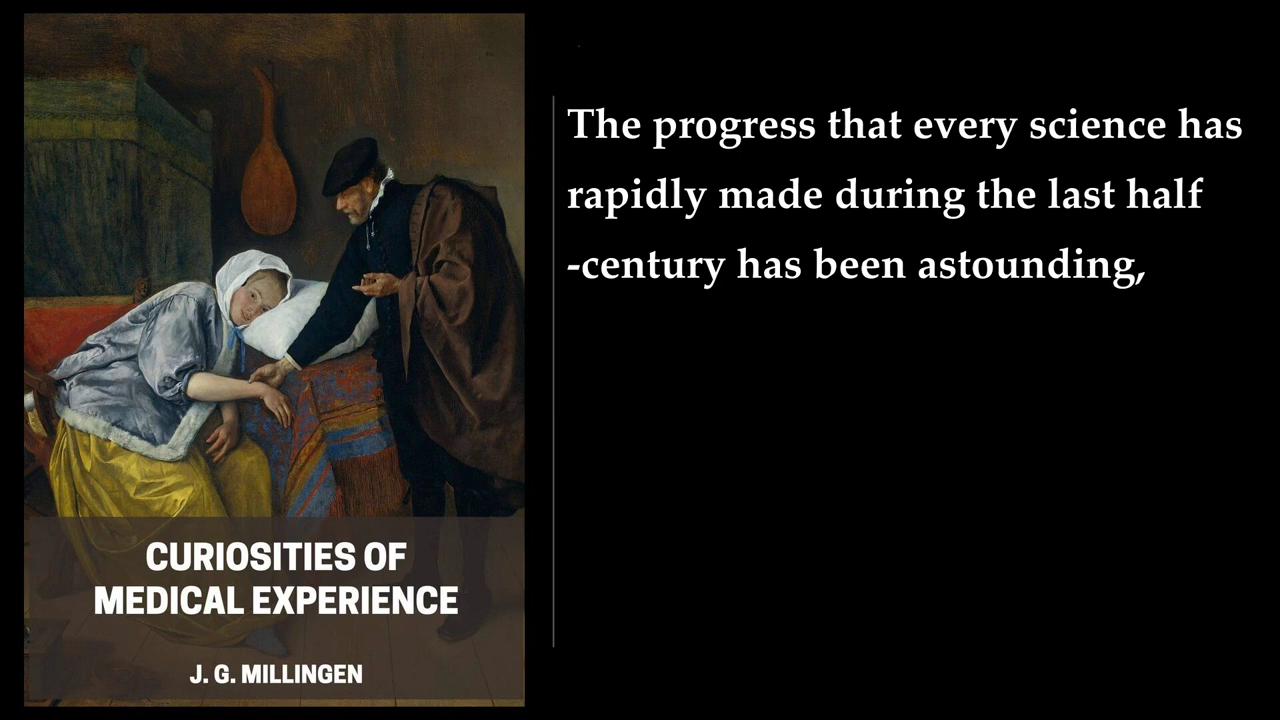 The progress that every science has
rapidly made during the last half
-century has been astounding,
CURIOSITIES OF
MEDICAL EXPERIENCE
J. G. MILLINGEN